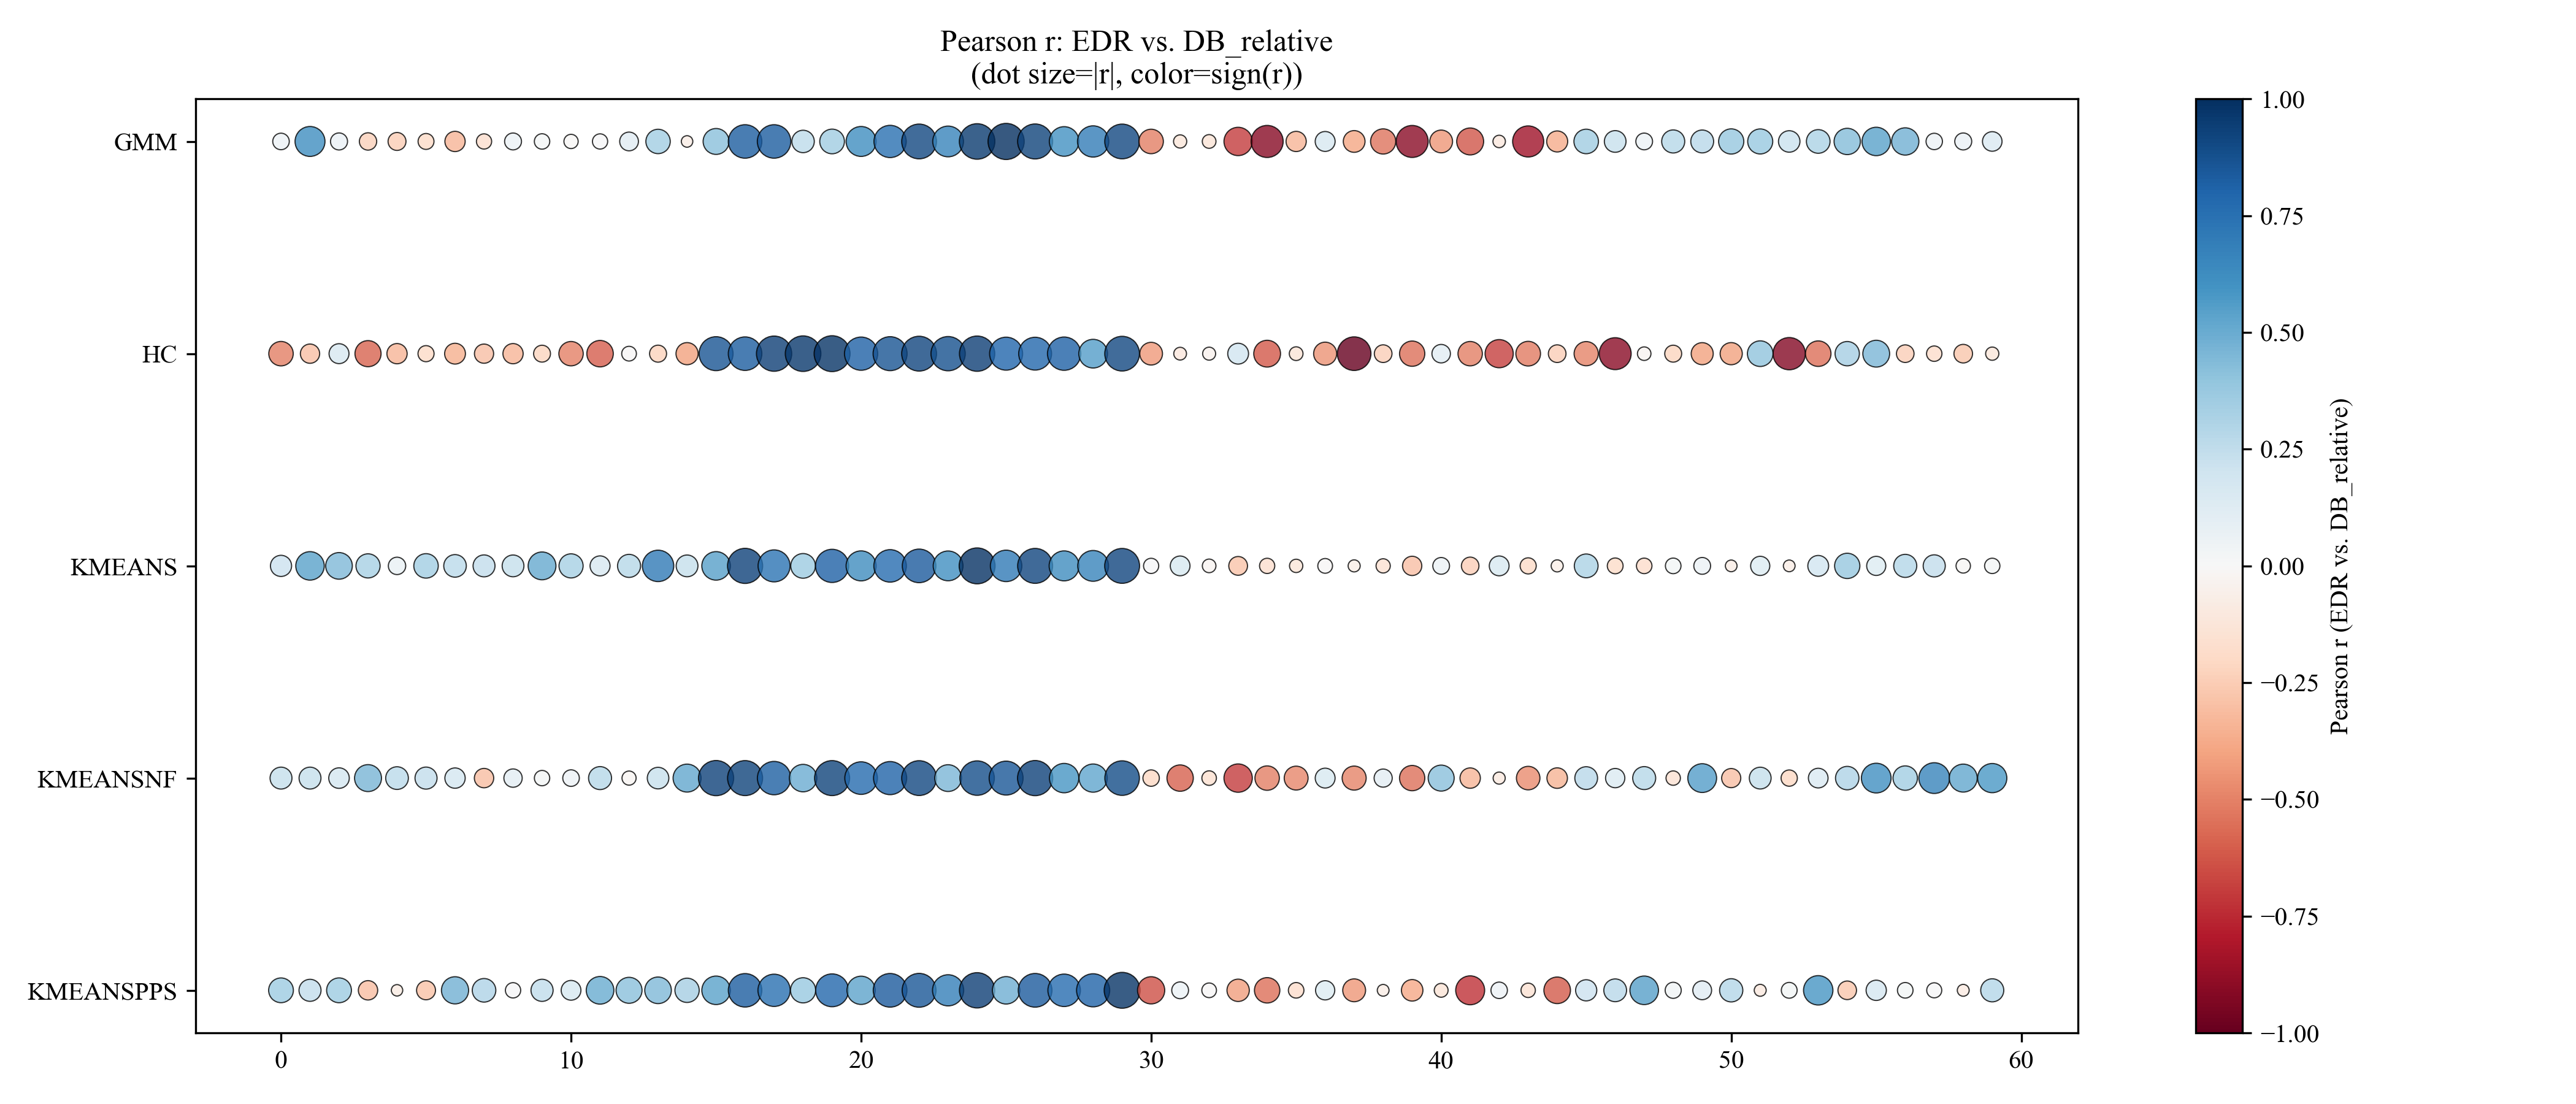 Pearson r: EDR vs. DB_relative
(dot size=|r|, color=sign(r))
GMM
HC
KMEANS
KMEANSNF
KMEANSPPS
0
10
20
30
40
50
60
1.00
0.75
0.50
0.25
0.00
−0.25
−0.50
−0.75
−1.00
Pearson r (EDR vs. DB_relative)